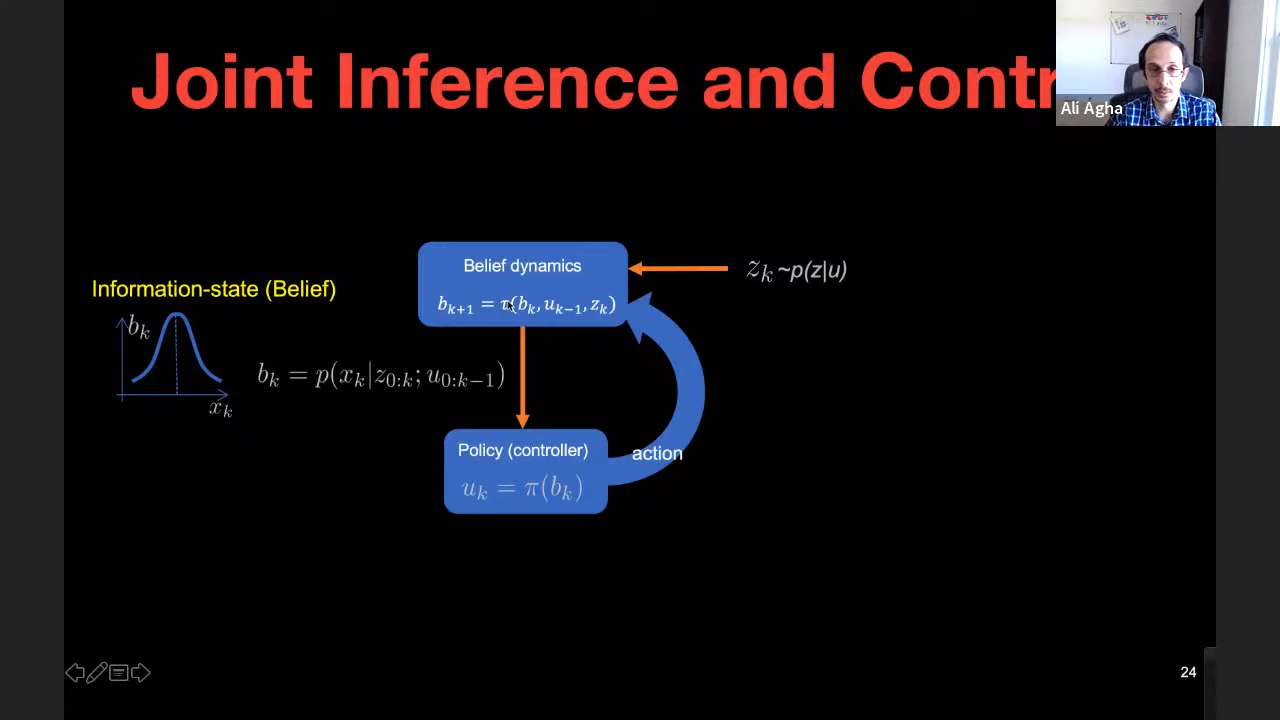 Joint Inference and Contr
Ali Agha
Belief dynamics
b_{k+1} = τ(b_k, u_{k-1}, z_k)
z_k ~p(z|u)
Information-state (Belief)
b_k
x_k
b_k = p(x_k|z_{0:k}; u_{0:k-1})
Policy (controller)
u_k = π(b_k)
action
24